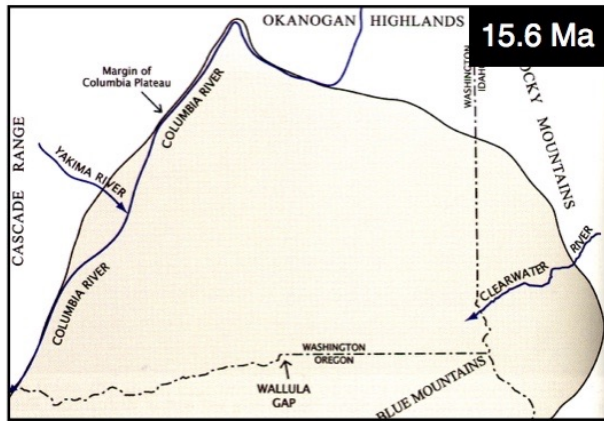 OKANOGAN HIGHLANDS
15.6 Ma
Margin of
Columbia Plateau
COLUMBIA RIVER
WASHINGTON
IDAHO
OCKY MOUNTAINS
CASCADE RANGE
YAKIMA RIVER
COLUMBIA RIVER
CLEARWATER RIVER
WASHINGTON
OREGON
WALLULA
GAP
BLUE MOUNTAINS